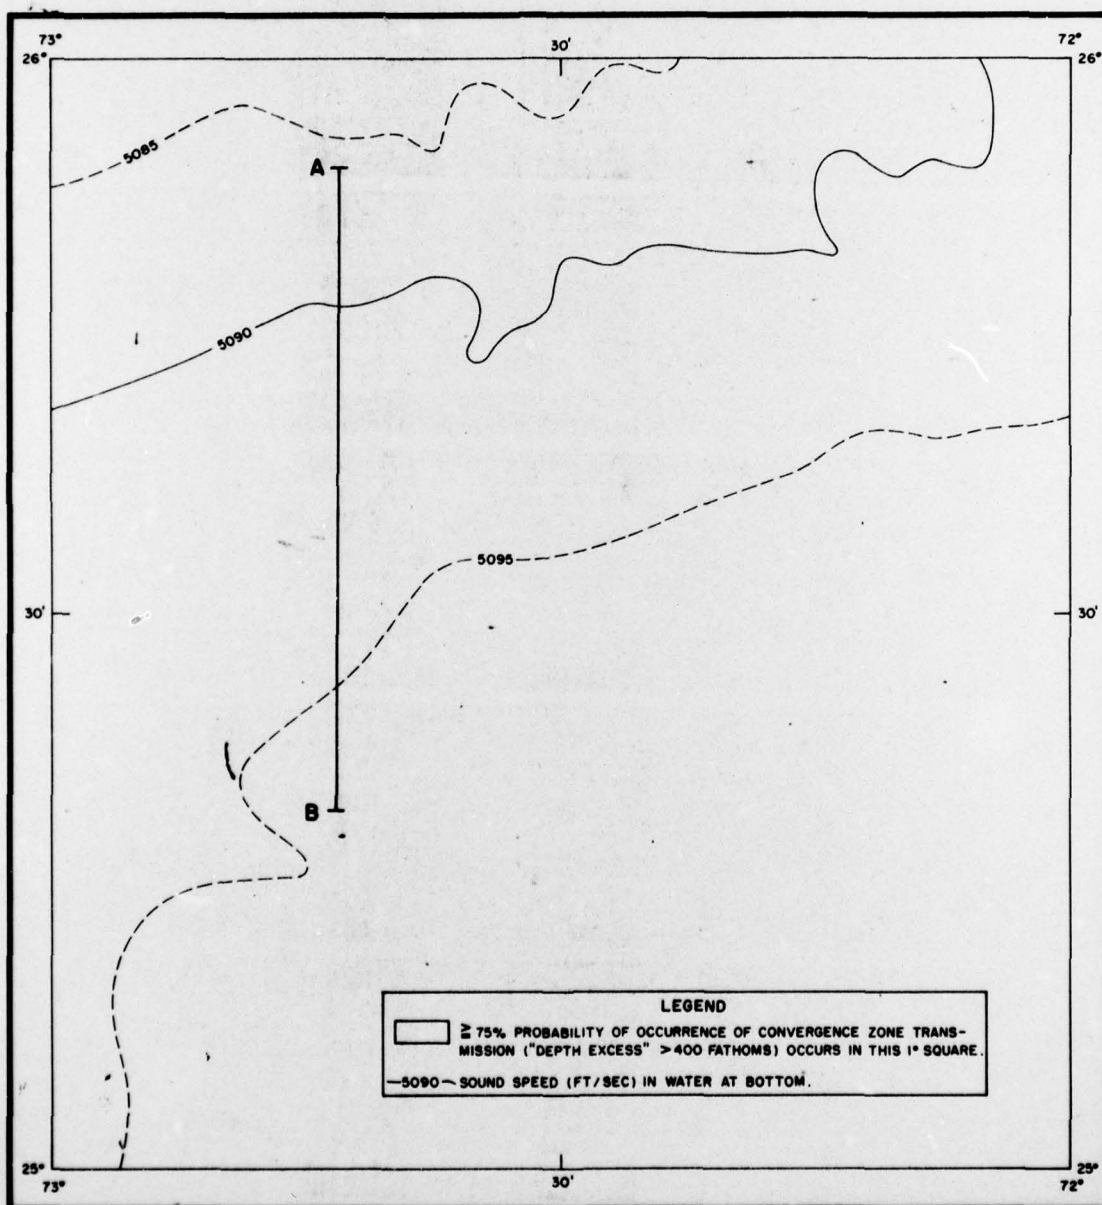 73° 30' 72°
26° 26°
5085
A
5090
5095
30' 30'
B
LEGEND
≧ 75% PROBABILITY OF OCCURRENCE OF CONVERGENCE ZONE TRANS-
MISSION ("DEPTH EXCESS" >400 FATHOMS) OCCURS IN THIS 1° SQUARE.
—5090— SOUND SPEED (FT/SEC) IN WATER AT BOTTOM.
25° 25°
73° 30' 72°